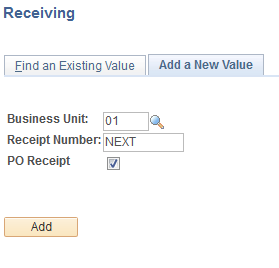 Receiving
Find an Existing Value
Add a New Value
Business Unit: 01
Receipt Number: NEXT
PO Receipt
Add